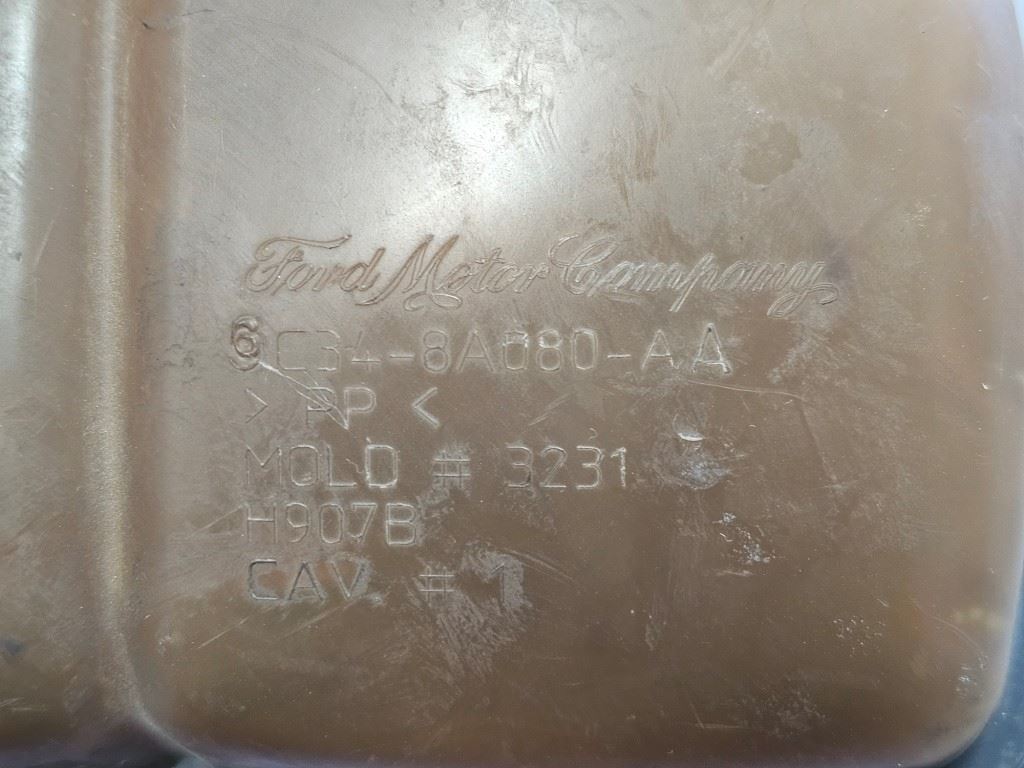 Ford Motor Company
6C34-8A080-AA
> PP <
MOLD # 3231
H907B
CAV. # 1